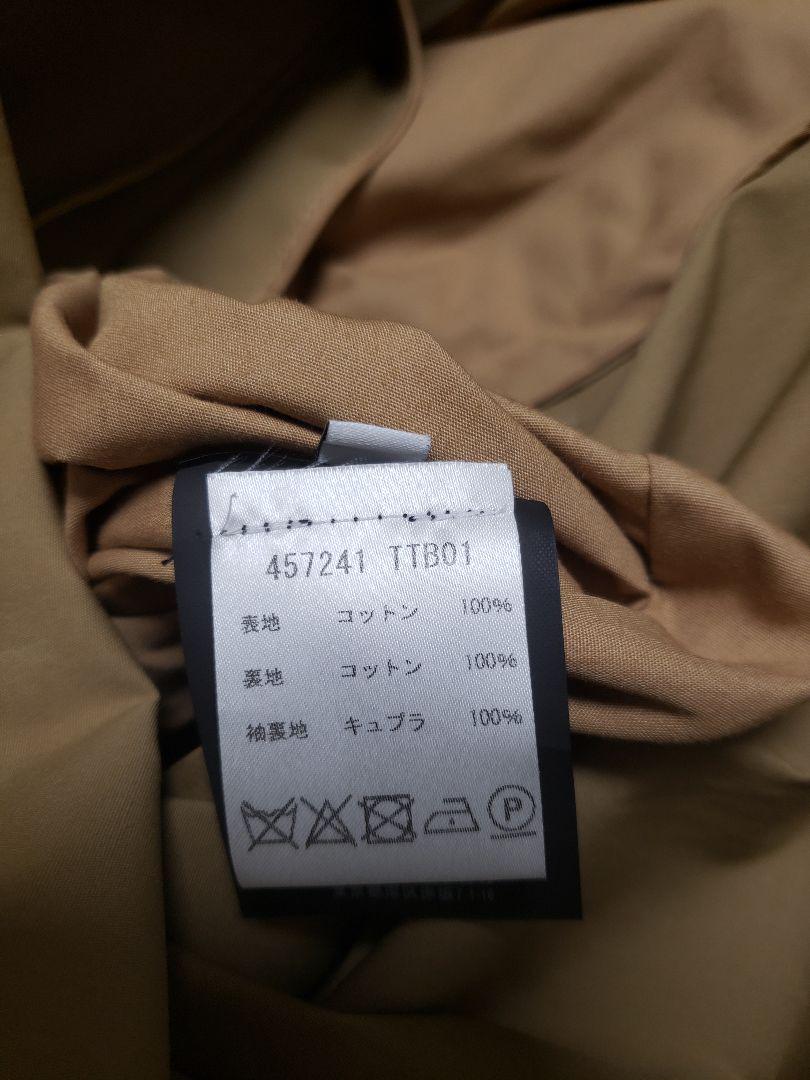 457241 TTB01
表地 コットン 100%
裏地 コットン 100%
袖裏地 キュプラ 100%
P